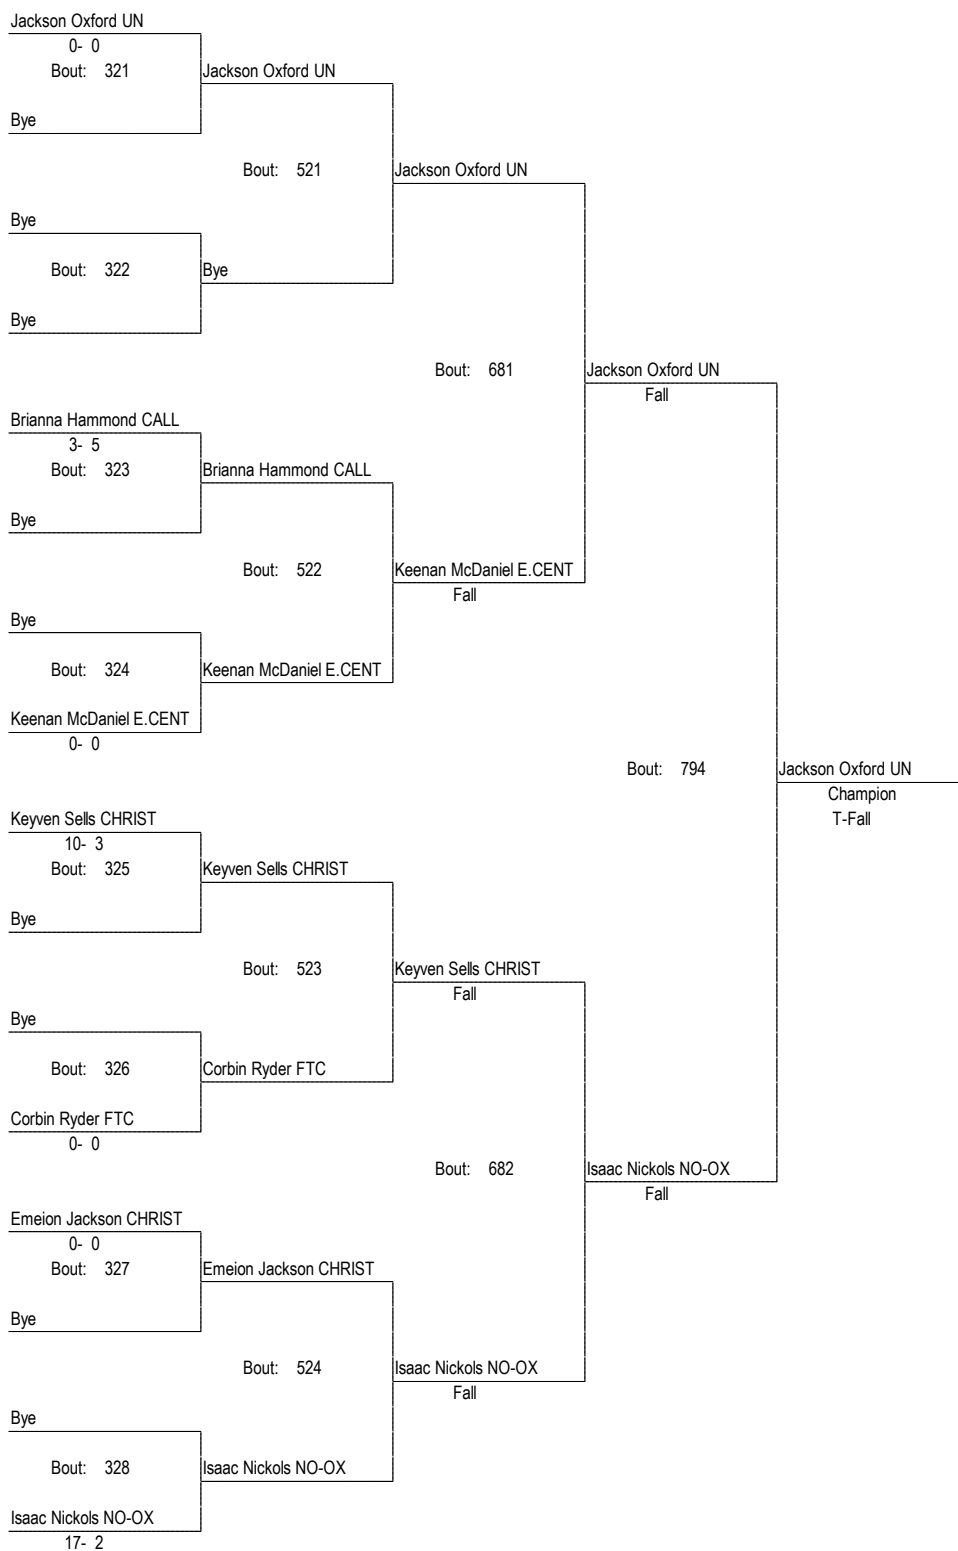 Jackson Oxford UN
0- 0
Bout: 321
Jackson Oxford UN
Bye
Bout: 521
Jackson Oxford UN
Bye
Bout: 322
Bye
Bye
Bout: 681
Jackson Oxford UN
Fall
Brianna Hammond CALL
3- 5
Bout: 323
Brianna Hammond CALL
Bye
Bout: 522
Keenan McDaniel E.CENT
Fall
Bye
Bout: 324
Keenan McDaniel E.CENT
Keenan McDaniel E.CENT
0- 0
Bout: 794
Jackson Oxford UN
Champion
T-Fall
Keyven Sells CHRIST
10- 3
Bout: 325
Keyven Sells CHRIST
Bye
Bout: 523
Keyven Sells CHRIST
Fall
Bye
Bout: 326
Corbin Ryder FTC
Corbin Ryder FTC
0- 0
Bout: 682
Isaac Nickols NO-OX
Fall
Emeion Jackson CHRIST
0- 0
Bout: 327
Emeion Jackson CHRIST
Bye
Bout: 524
Isaac Nickols NO-OX
Fall
Bye
Bout: 328
Isaac Nickols NO-OX
Isaac Nickols NO-OX
17- 2